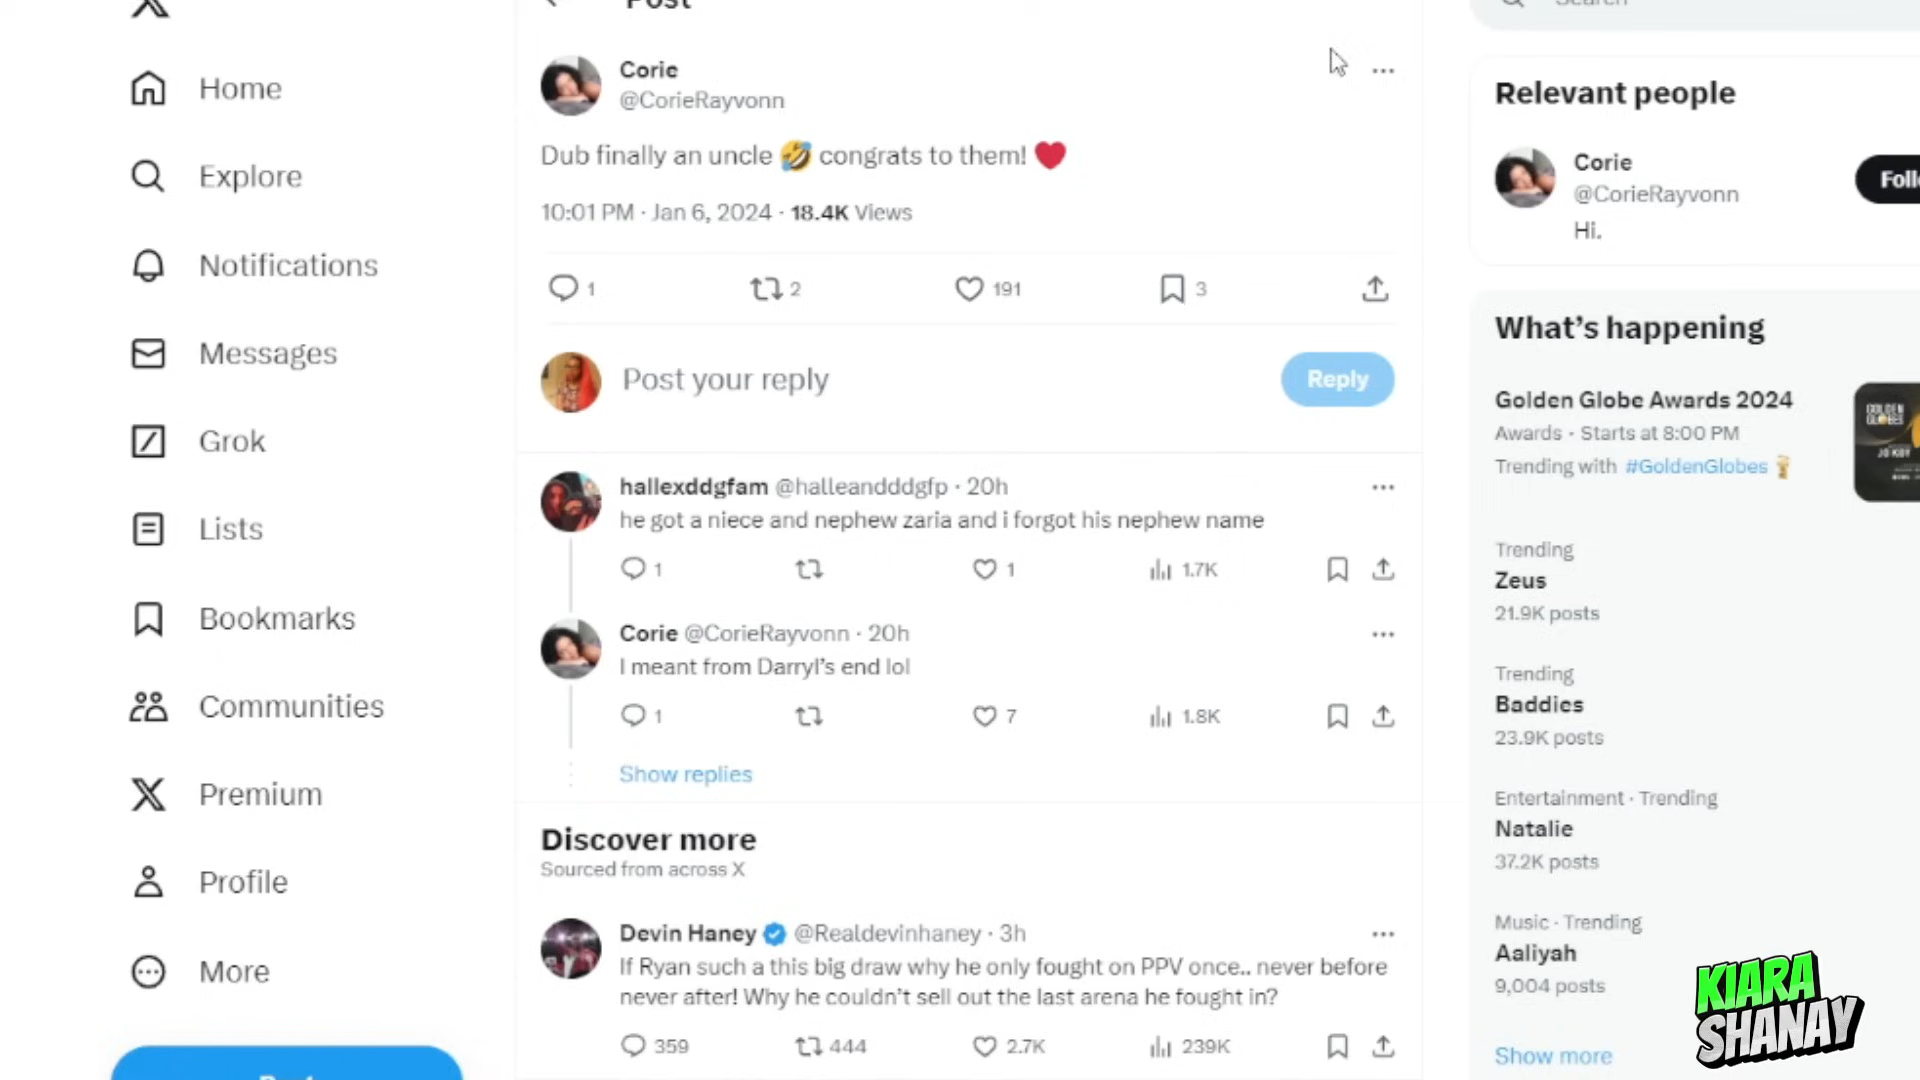 Post
Search
Home
Explore
Notifications
Messages
Grok
Lists
Bookmarks
Communities
Premium
Profile
More
Corie
@CorieRayvonn
Dub finally an uncle 🤣 congrats to them! ❤️
10:01 PM · Jan 6, 2024 · 18.4K Views
1 2 191 3
Post your reply
Reply
hallexddgfam @halleandddgfp · 20h
he got a niece and nephew zaria and i forgot his nephew name
1 1 1.7K
Corie @CorieRayvonn · 20h
I meant from Darryl's end lol
1 7 1.8K
Show replies
Discover more
Sourced from across X
Devin Haney @Realdevinhaney · 3h
If Ryan such a this big draw why he only fought on PPV once.. never before
never after! Why he couldn't sell out the last arena he fought in?
359 444 2.7K 239K
Relevant people
Corie
@CorieRayvonn
Hi.
What's happening
Golden Globe Awards 2024
Awards · Starts at 8:00 PM
Trending with #GoldenGlobes
GOLDEN
GLOBES
JO KOY
Trending
Zeus
21.9K posts
Trending
Baddies
23.9K posts
Entertainment · Trending
Natalie
37.2K posts
Music · Trending
Aaliyah
9,004 posts
Show more
KIARA
SHANAY